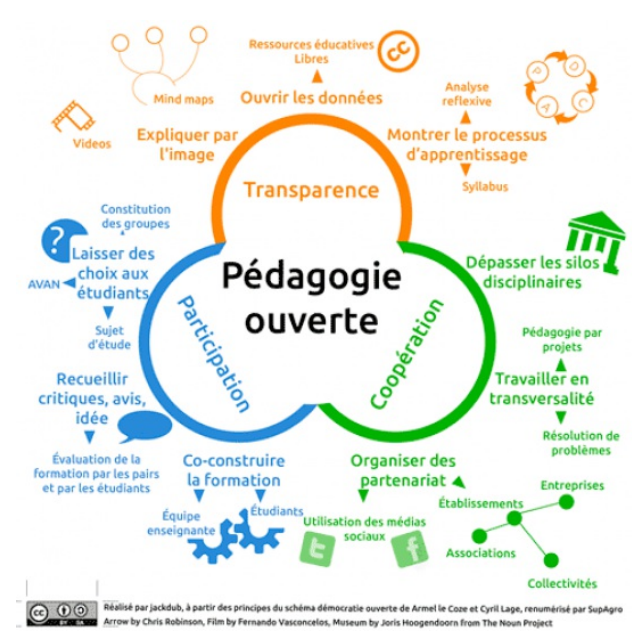 Ressources éducatives
Libres
cc
Ouvrir les données
Mind maps
Videos
Expliquer par
l'image
Analyse
reflexive
P
D
C
A
Montrer le processus
d'apprentissage
Syllabus
Transparence
Constitution
des groupes
?
Laisser des
choix aux
étudiants
AVAN
Sujet
d'étude
Pédagogie
ouverte
Participation
Coopération
Dépasser les silos
disciplinaires
Pédagogie par
projets
Travailler en
transversalité
Résolution de
problèmes
Recueillir
critiques, avis,
idée
Évaluation de la
formation par les pairs
et par les étudiants
Co-construire
la formation
Équipe
enseignante
Étudiants
Organiser des
partenariat
Utilisation des médias
sociaux
t
f
Établissements
Entreprises
Associations
Collectivités
cc
BY
SA
Réalisé par jackdub, à partir des principes du schéma démocratie ouverte de Armel le Coze et Cyril Lage, renumérisé par SupAgro
Arrow by Chris Robinson, Film by Fernando Vasconcelos, Museum by Joris Hoogendoorn from The Noun Project